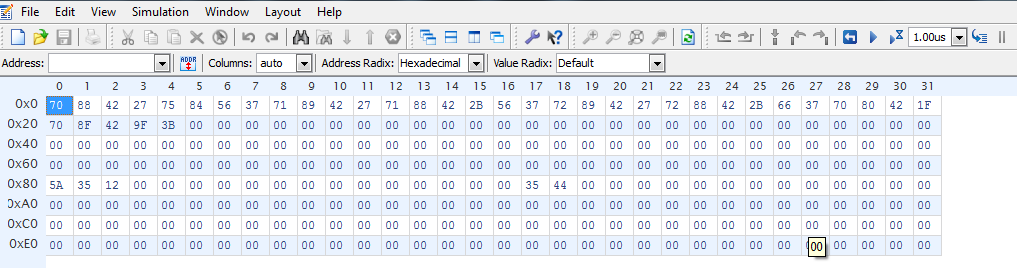 File Edit View Simulation Window Layout Help
1.00us
Address: ADDR Columns: auto Address Radix: Hexadecimal Value Radix: Default
0 1 2 3 4 5 6 7 8 9 10 11 12 13 14 15 16 17 18 19 20 21 22 23 24 25 26 27 28 29 30 31
0x0 70 88 42 27 75 84 56 37 71 89 42 27 71 88 42 2B 56 37 72 89 42 27 72 88 42 2B 66 37 70 80 42 1F
0x20 70 8F 42 9F 3B 00 00 00 00 00 00 00 00 00 00 00 00 00 00 00 00 00 00 00 00 00 00 00 00 00 00 00
0x40 00 00 00 00 00 00 00 00 00 00 00 00 00 00 00 00 00 00 00 00 00 00 00 00 00 00 00 00 00 00 00 00
0x60 00 00 00 00 00 00 00 00 00 00 00 00 00 00 00 00 00 00 00 00 00 00 00 00 00 00 00 00 00 00 00 00
0x80 5A 35 12 00 00 00 00 00 00 00 00 00 00 00 00 00 00 35 44 00 00 00 00 00 00 00 00 00 00 00 00 00
0xA0 00 00 00 00 00 00 00 00 00 00 00 00 00 00 00 00 00 00 00 00 00 00 00 00 00 00 00 00 00 00 00 00
0xC0 00 00 00 00 00 00 00 00 00 00 00 00 00 00 00 00 00 00 00 00 00 00 00 00 00 00 00 00 00 00 00 00
0xE0 00 00 00 00 00 00 00 00 00 00 00 00 00 00 00 00 00 00 00 00 00 00 00 00 00 00 00 00 00 00 00 00